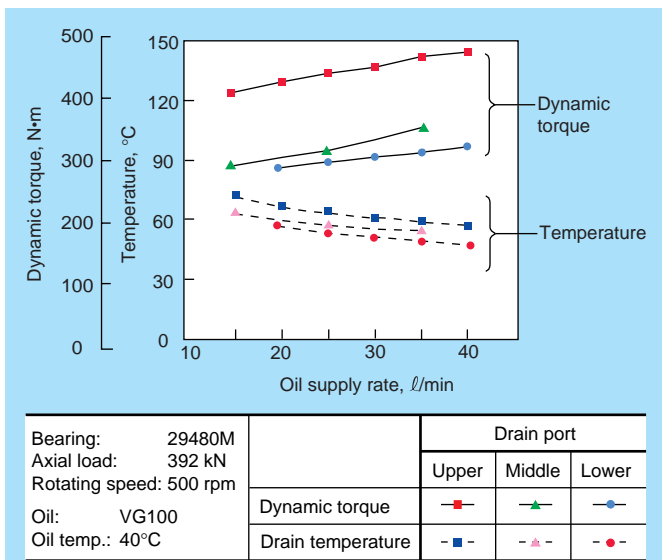 500
400
300
200
100
0
Dynamic torque, N•m
150
120
90
60
30
0
Temperature, °C
10 20 30 40
Oil supply rate, ℓ/min
Dynamic
torque
Temperature
Bearing: 29480M
Axial load: 392 kN
Rotating speed: 500 rpm
Oil: VG100
Oil temp.: 40°C
Drain port
Upper Middle Lower
Dynamic torque
Drain temperature